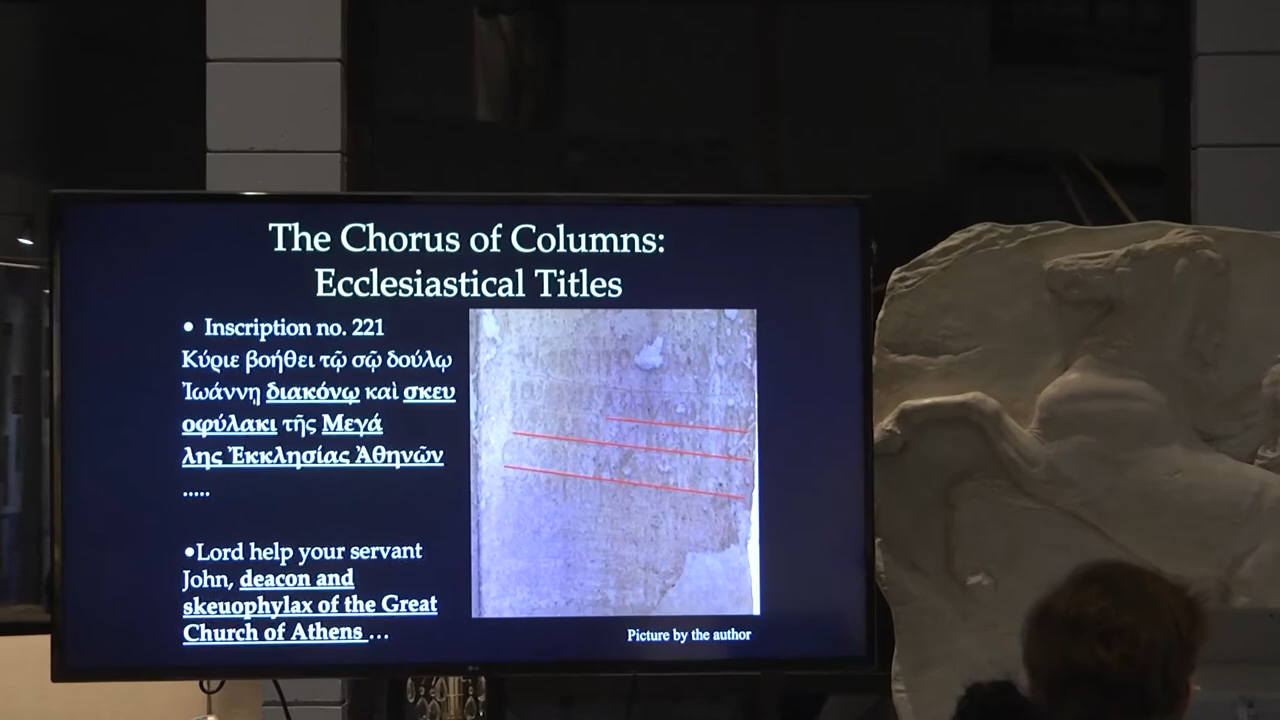 The Chorus of Columns:
Ecclesiastical Titles
• Inscription no. 221
Κύριε βοήθει τῷ σῷ δούλῳ
Ἰωάννῃ διακόνῳ καὶ σκευ
οφύλακι τῆς Μεγά
λης Ἐκκλησίας Ἀθηνῶν
.....
•Lord help your servant
John, deacon and
skeuophylax of the Great
Church of Athens ...
Picture by the author
LG